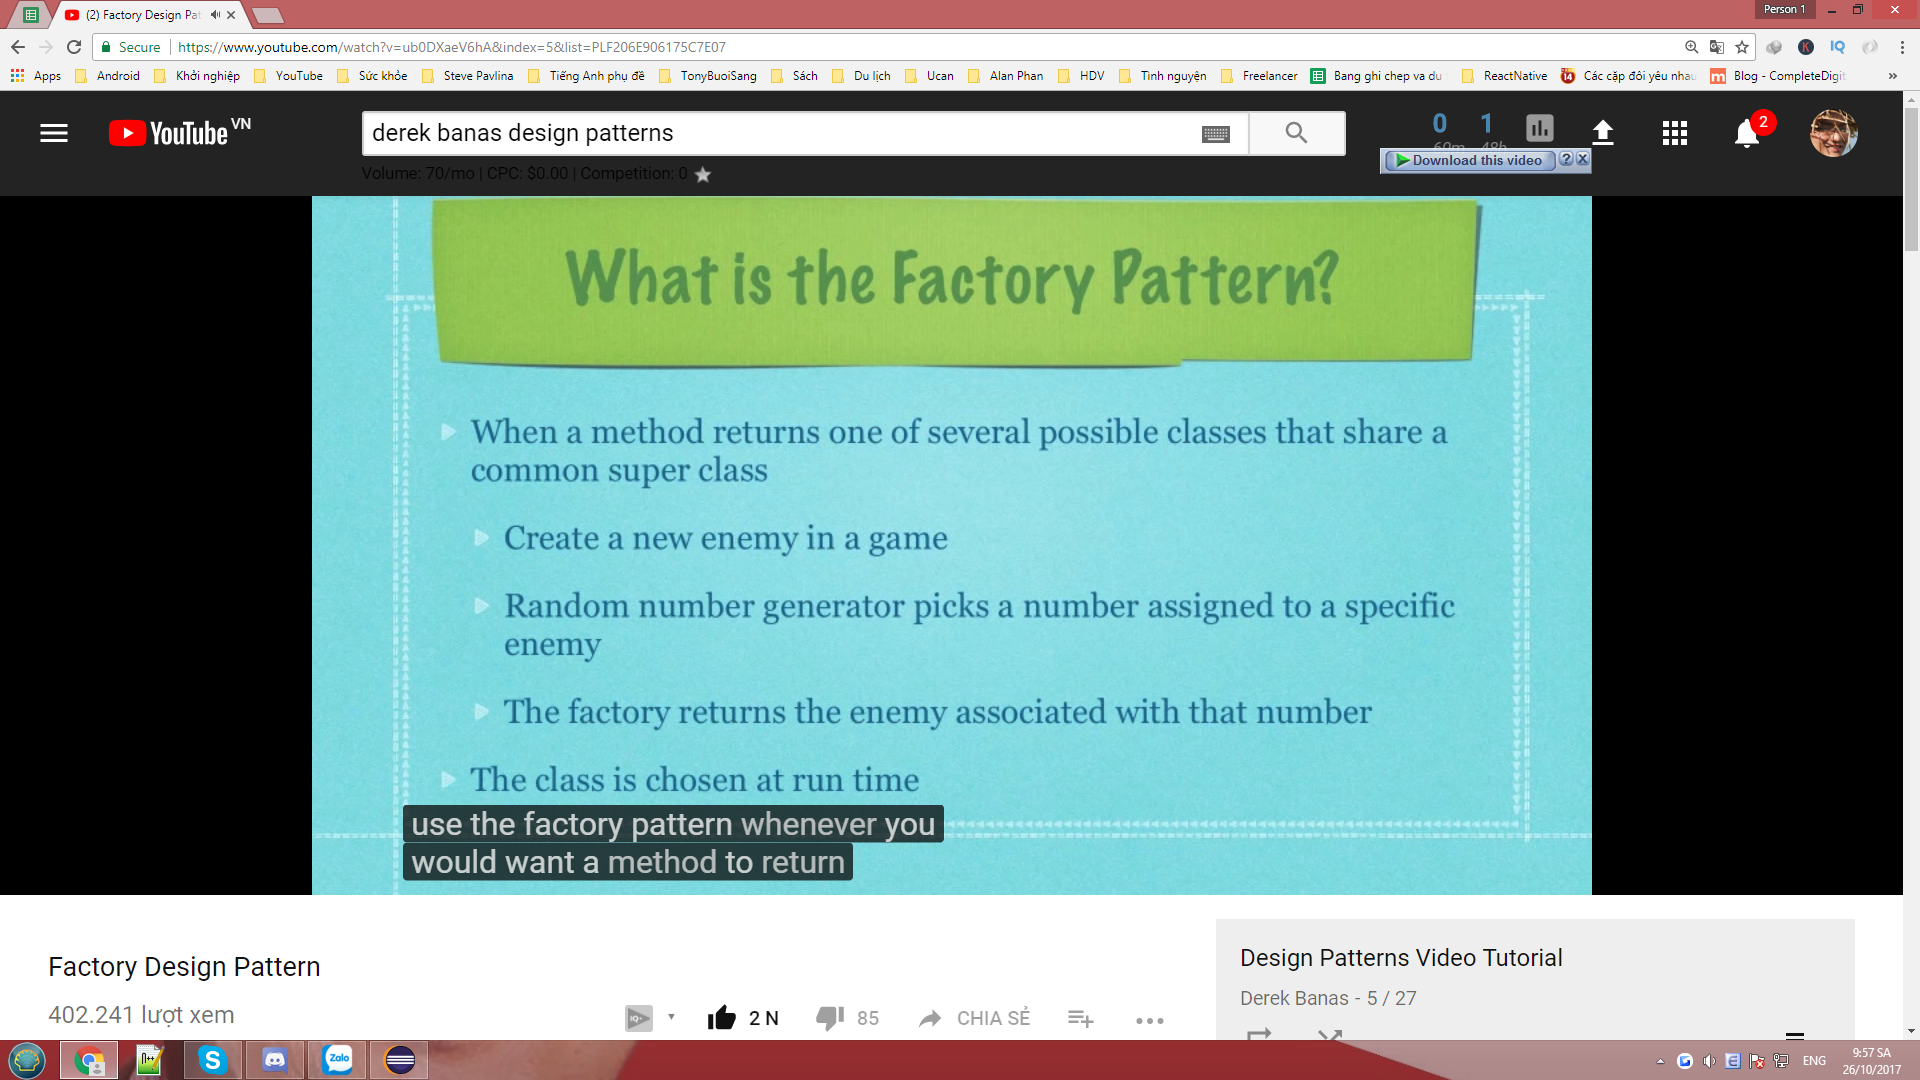 (2) Factory Design Pat
Person 1
Secure
https://www.youtube.com/watch?v=ub0DXaeV6hA&index=5&list=PLF206E906175C7E07
Apps
Android
Khởi nghiệp
YouTube
Sức khỏe
Steve Pavlina
Tiếng Anh phụ đề
TonyBuoiSang
Sách
Du lịch
Ucan
Alan Phan
HDV
Tình nguyện
Freelancer
Bang ghi chep va du
ReactNative
Các cặp đôi yêu nhau
Blog - CompleteDigit
YouTube VN
derek banas design patterns
0
1
60m
48h
2
Download this video
Volume: 70/mo | CPC: $0.00 | Competition: 0
What is the Factory Pattern?
When a method returns one of several possible classes that share a
common super class
Create a new enemy in a game
Random number generator picks a number assigned to a specific
enemy
The factory returns the enemy associated with that number
The class is chosen at run time
use the factory pattern whenever you
would want a method to return
Factory Design Pattern
402.241 lượt xem
2 N
85
CHIA SẺ
Design Patterns Video Tutorial
Derek Banas - 5 / 27
ENG
9:57 SA
26/10/2017